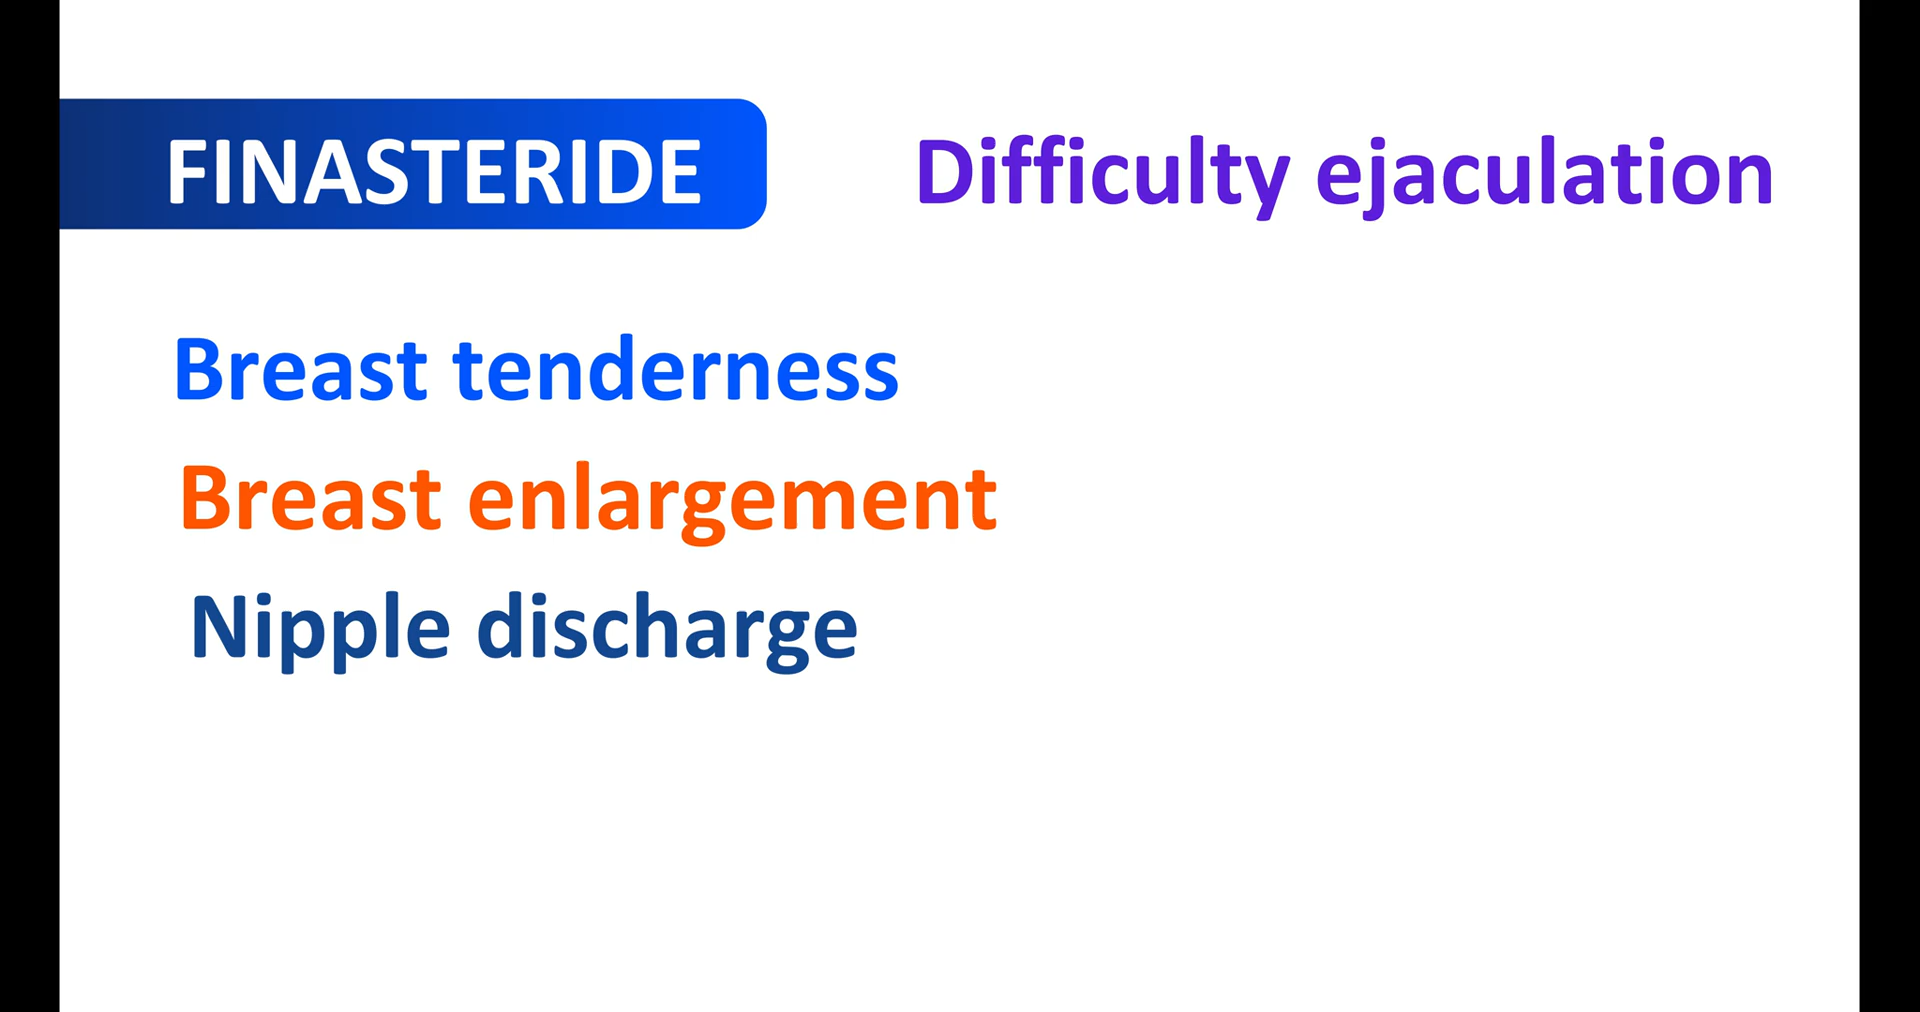 FINASTERIDE
Difficulty ejaculation
Breast tenderness
Breast enlargement
Nipple discharge